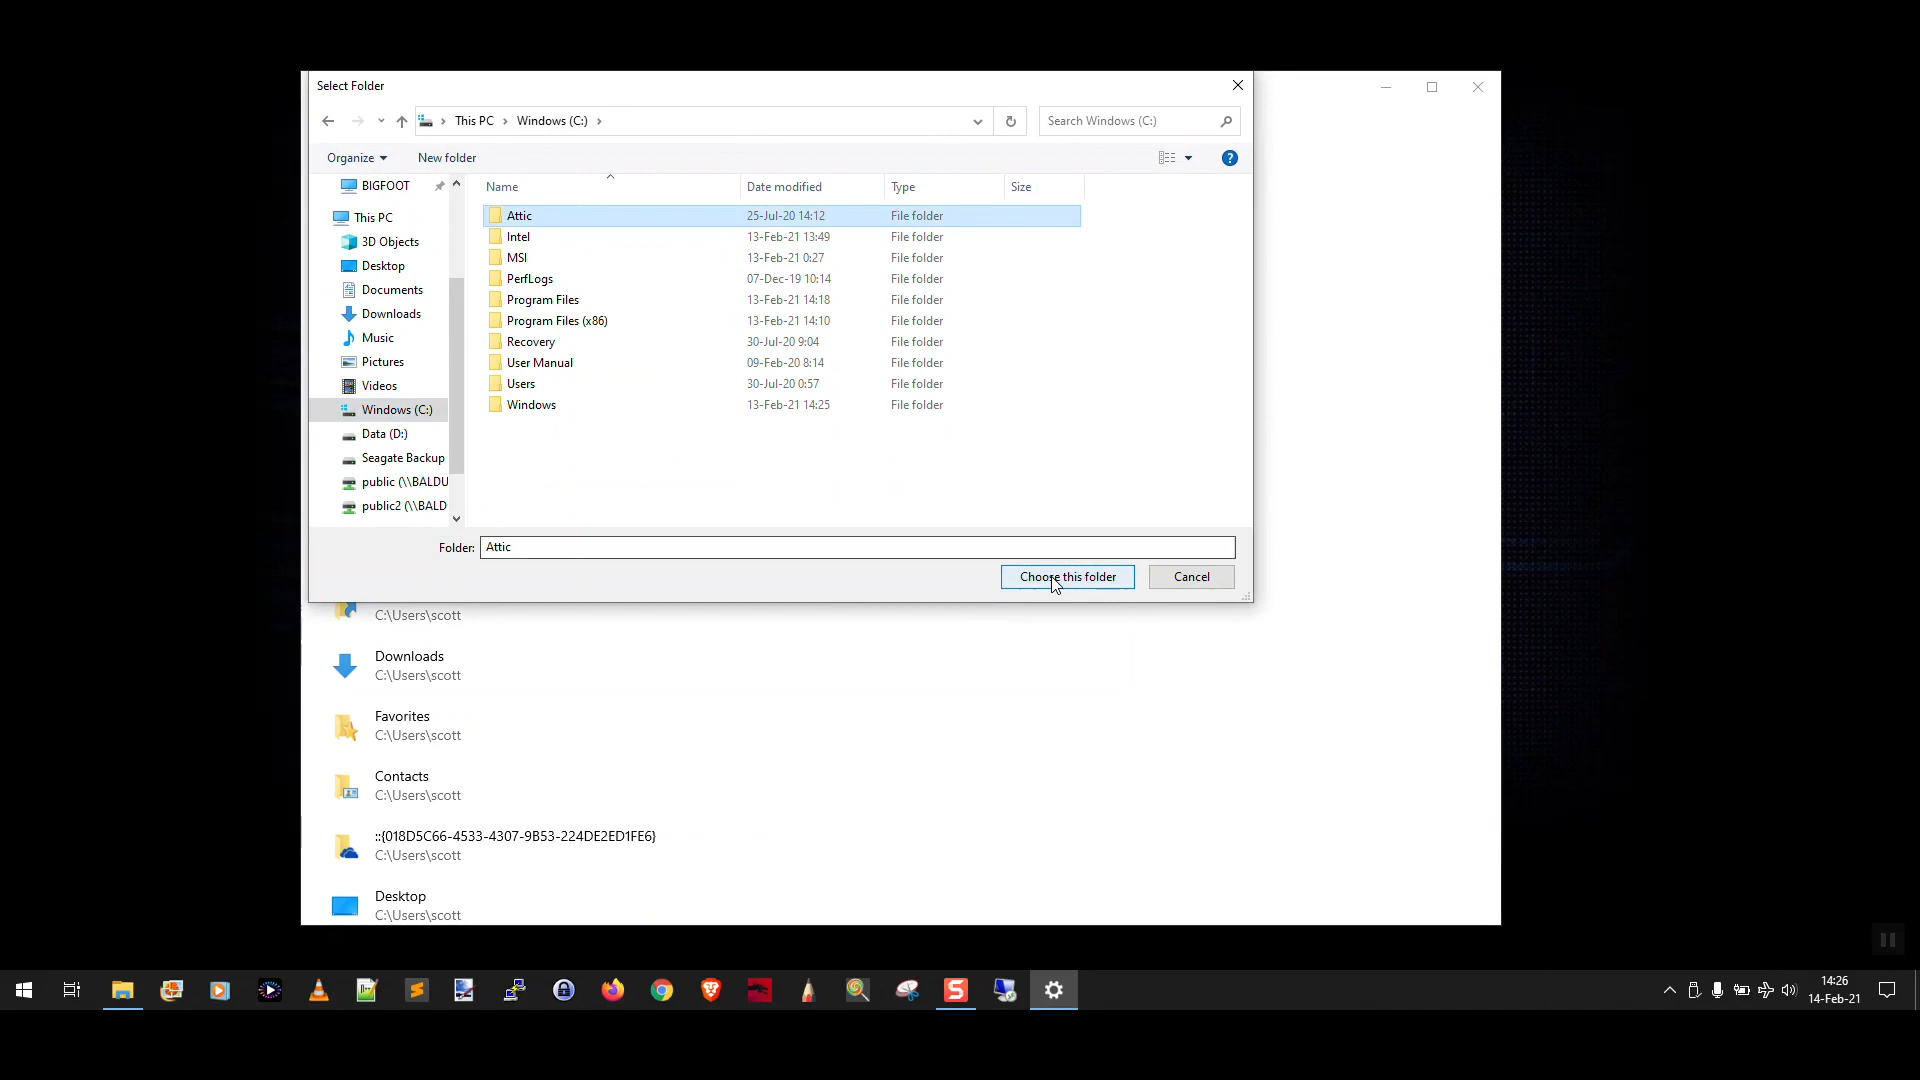 Select Folder
This PC > Windows (C:) >
Search Windows (C:)
Organize
New folder
BIGFOOT
This PC
3D Objects
Desktop
Documents
Downloads
Music
Pictures
Videos
Windows (C:)
Data (D:)
Seagate Backup
public (\\BALDU
public2 (\\BALD
Name Date modified Type Size
Attic 25-Jul-20 14:12 File folder
Intel 13-Feb-21 13:49 File folder
MSI 13-Feb-21 0:27 File folder
PerfLogs 07-Dec-19 10:14 File folder
Program Files 13-Feb-21 14:18 File folder
Program Files (x86) 13-Feb-21 14:10 File folder
Recovery 30-Jul-20 9:04 File folder
User Manual 09-Feb-20 8:14 File folder
Users 30-Jul-20 0:57 File folder
Windows 13-Feb-21 14:25 File folder
Folder: Attic
Choose this folder
Cancel
C:\Users\scott
Downloads
C:\Users\scott
Favorites
C:\Users\scott
Contacts
C:\Users\scott
::{018D5C66-4533-4307-9B53-224DE2ED1FE6}
C:\Users\scott
Desktop
C:\Users\scott
14:26
14-Feb-21